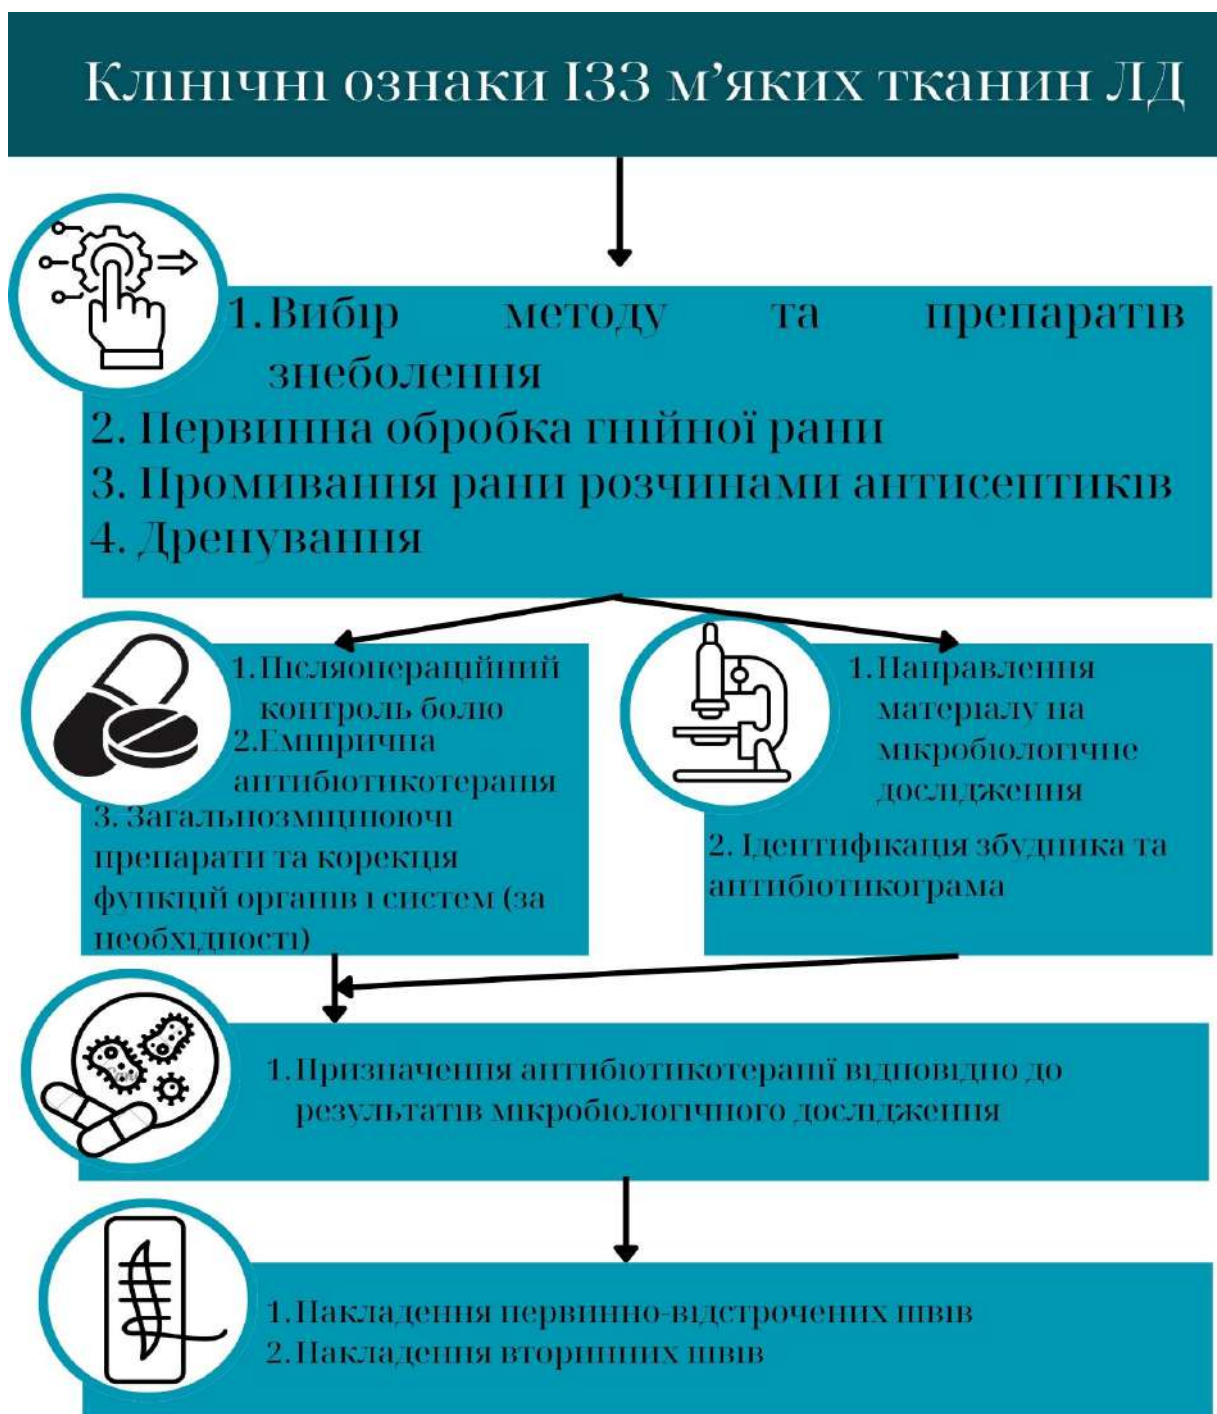 Клінічні ознаки ІЗЗ м’яких тканин ЛД
1. Вибір методу та препаратів
знеболення
2. Первинна обробка гнійної рани
3. Промивання рани розчинами антисептиків
4. Дренування
1. Післяопераційний
контроль болю
2. Емпірична
антибіотикотерапія
3. Загальнозміцнюючі
препарати та корекція
функцій органів і систем (за
необхідності)
1. Направлення
матеріалу на
мікробіологічне
дослідження
2. Ідентифікація збудника та
антибіотикограма
1. Призначення антибіотикотерапії відповідно до
результатів мікробіологічного дослідження
1. Накладення первинно-відстрочених швів
2. Накладення вторинних швів